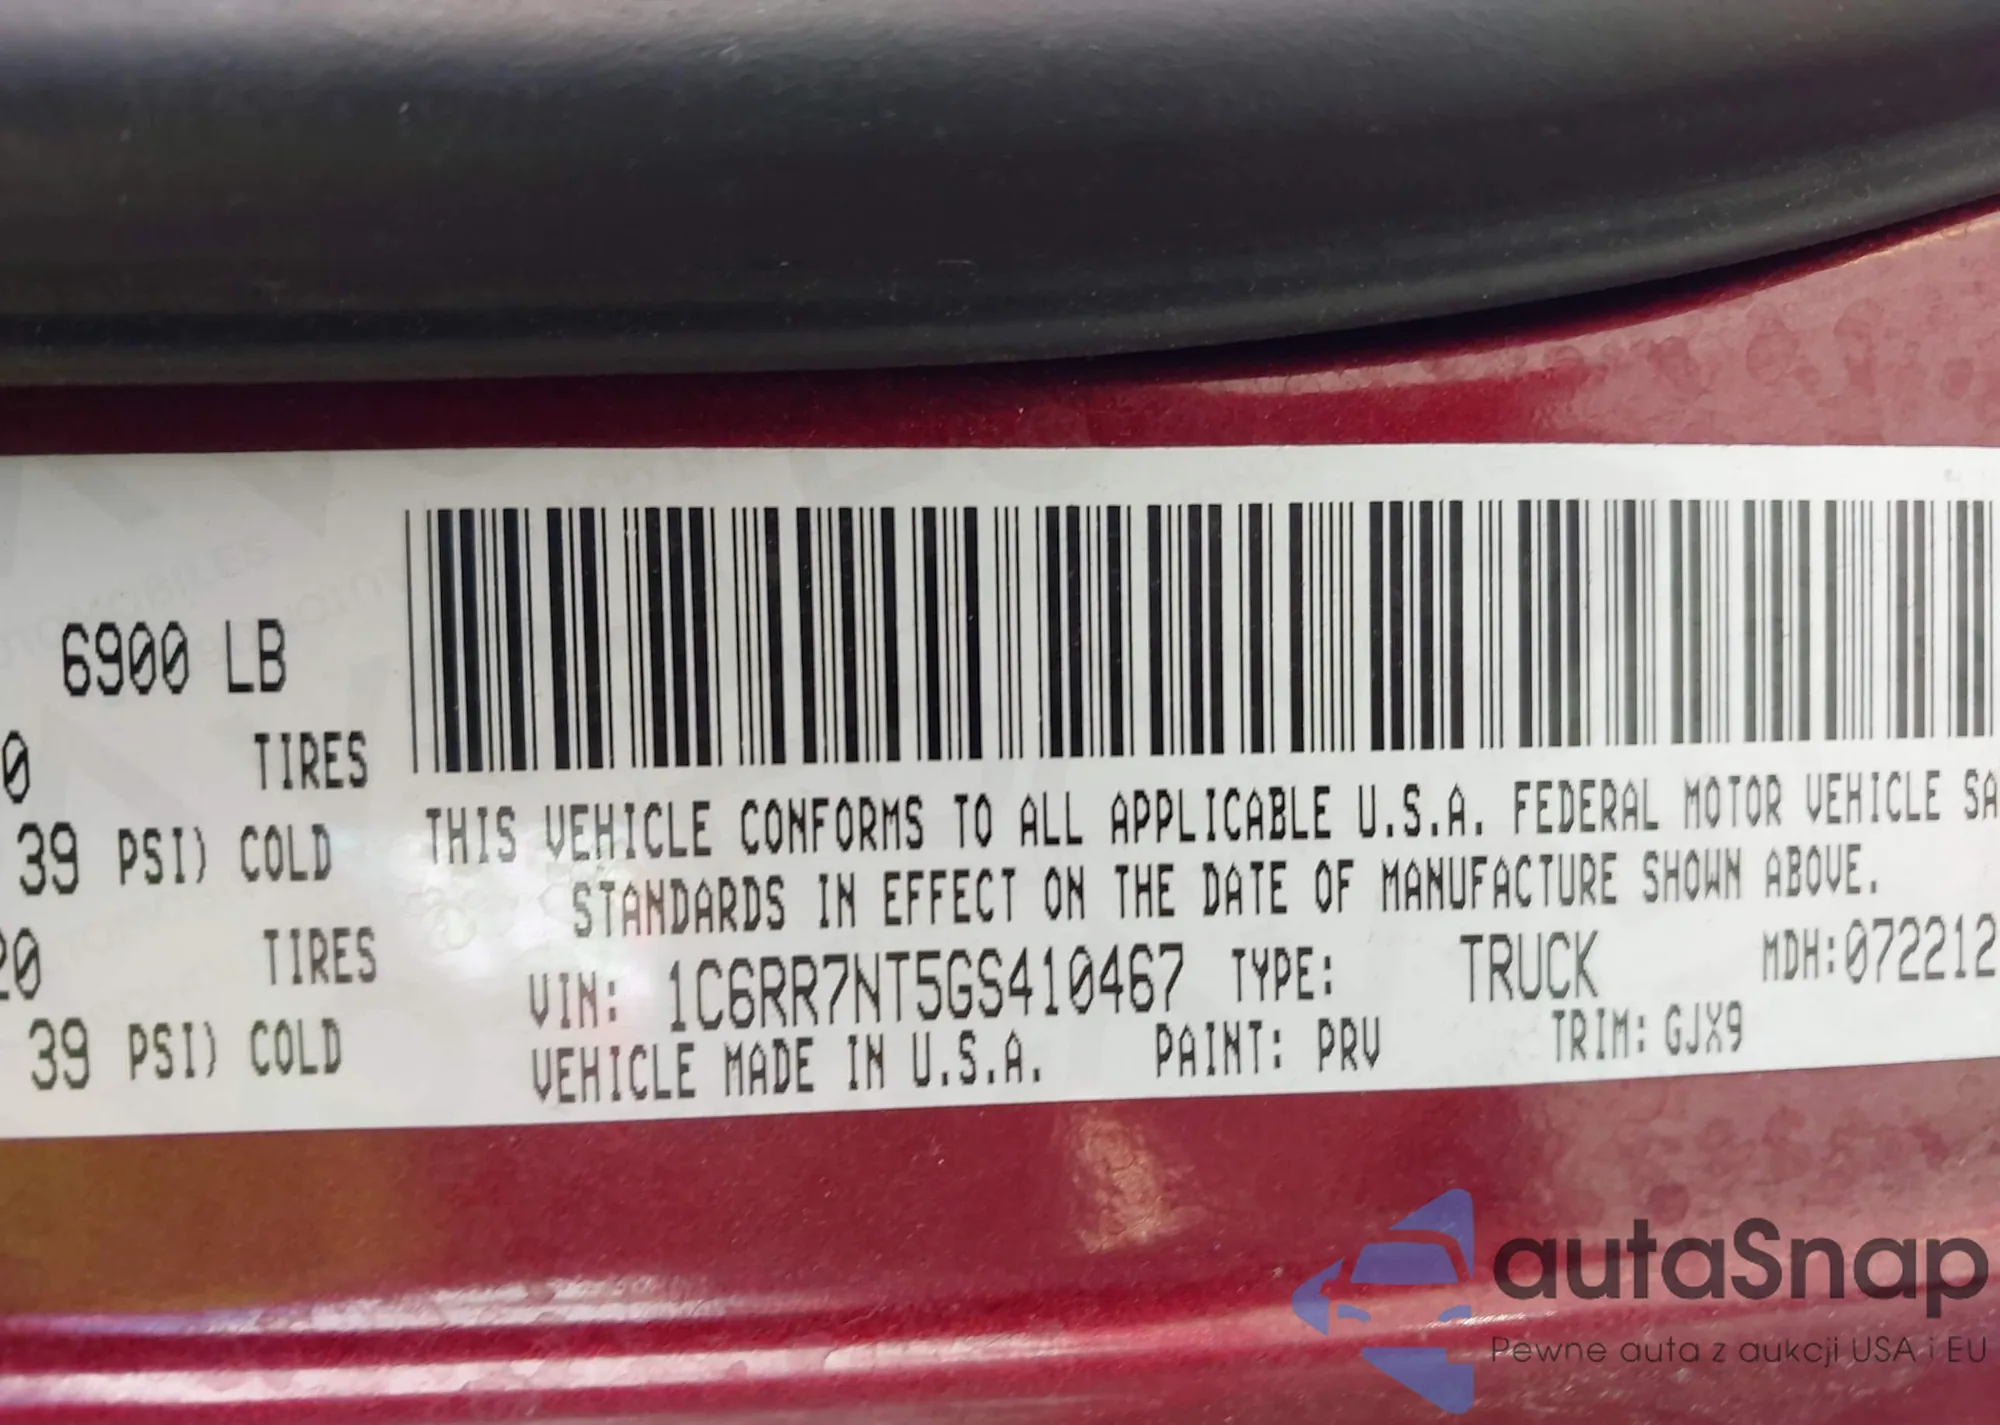 6900 LB
0 TIRES
39 PSI) COLD
20 TIRES
39 PSI) COLD
THIS VEHICLE CONFORMS TO ALL APPLICABLE U.S.A. FEDERAL MOTOR VEHICLE SA
STANDARDS IN EFFECT ON THE DATE OF MANUFACTURE SHOWN ABOVE.
VIN: 1C6RR7NT5GS410467 TYPE: TRUCK MDH:072212
VEHICLE MADE IN U.S.A. PAINT: PRV TRIM: GJX9
autaSnap
Pewne auta z aukcji USA i EU